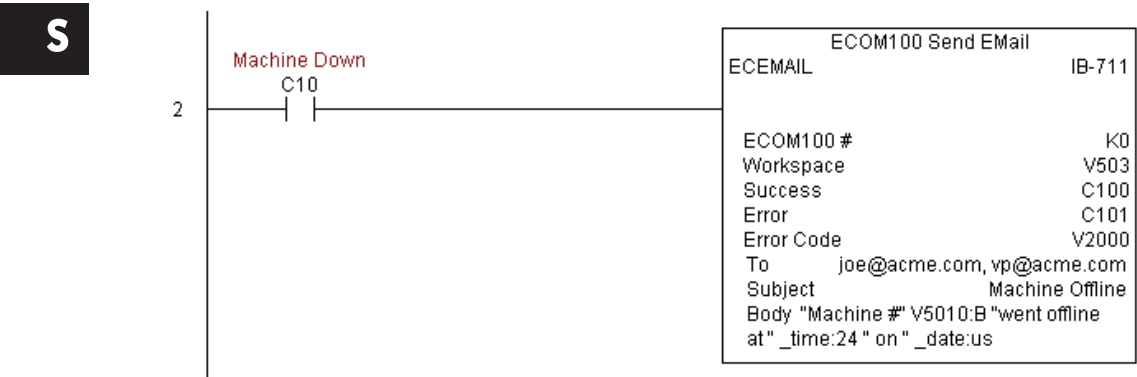 S
ECOM100 Send EMail
ECEMAIL IB-711
Machine Down
C10
2
ECOM100 # K0
Workspace V503
Success C100
Error C101
Error Code V2000
To joe@acme.com, vp@acme.com
Subject Machine Offline
Body "Machine #" V5010:B "went offline
at " _time:24 " on " _date:us